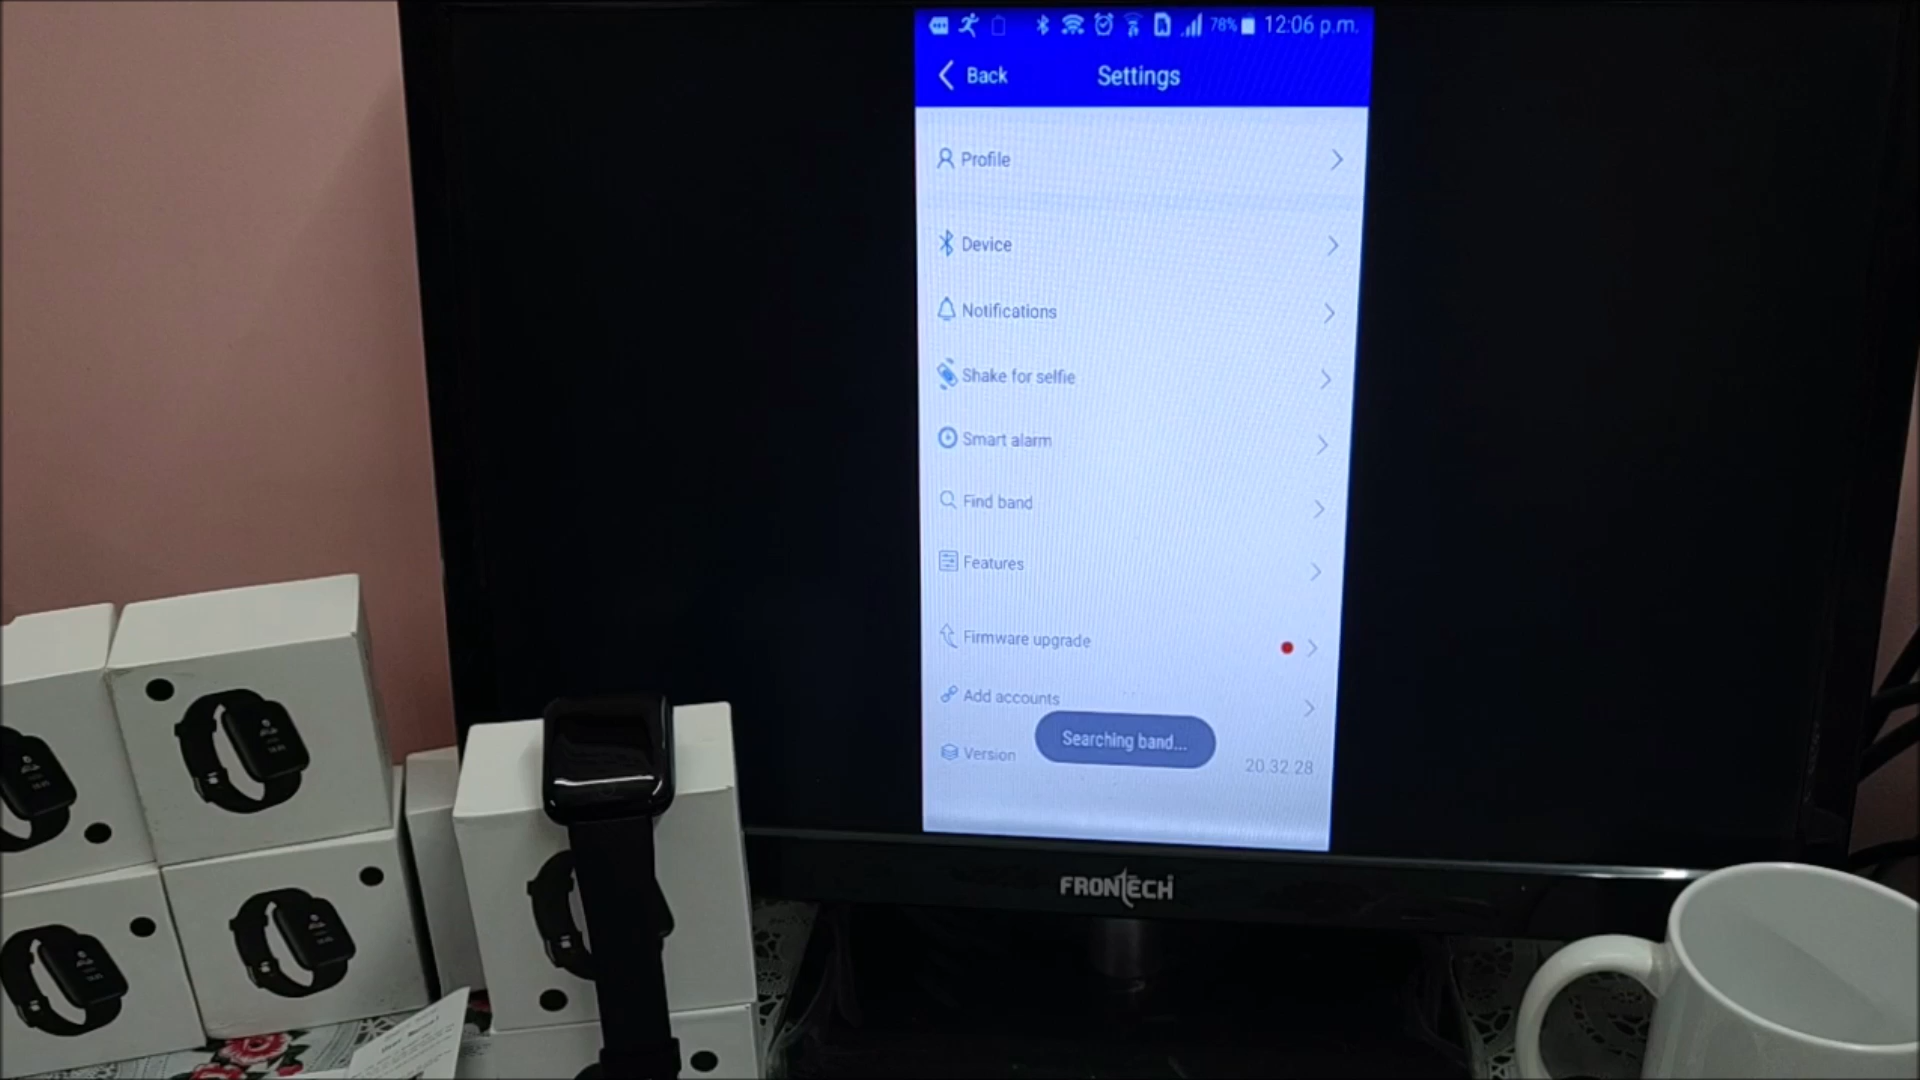 78% 12:06 p.m.
Back Settings
Profile
Device
Notifications
Shake for selfie
Smart alarm
Find band
Features
Firmware upgrade
Add accounts
Searching band...
Version 20.32.28
FRONTECH